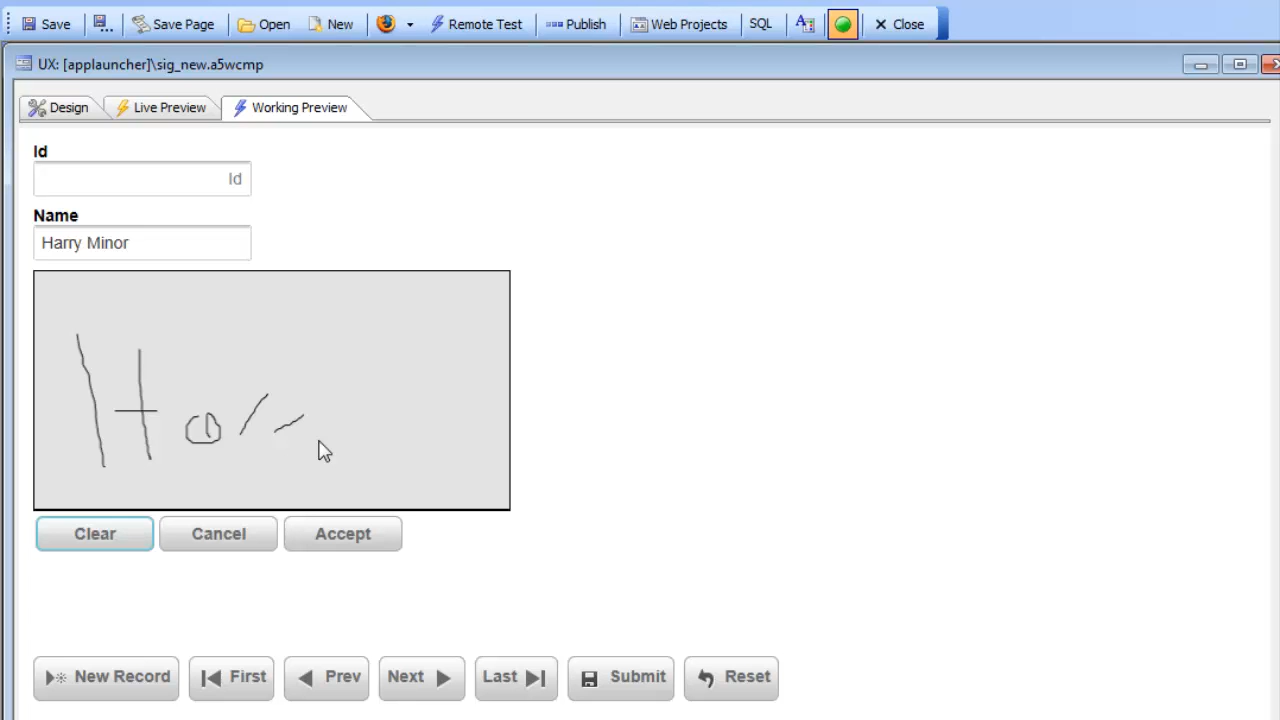 Save Save Page Open New Remote Test Publish Web Projects SQL A Close
UX: [applauncher]\sig_new.a5wcmp
Design Live Preview Working Preview
Id
Id
Name
Harry Minor
Clear Cancel Accept
New Record First Prev Next Last Submit Reset